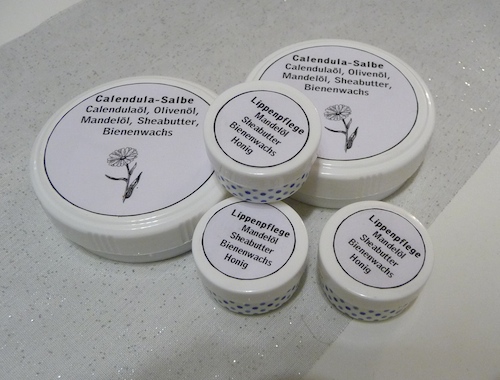 Calendula-Salbe
Calendulaöl, Olivenöl,
Mandelöl, Sheabutter,
Bienenwachs
Calendula-Salbe
Calendulaöl, Olivenöl,
Mandelöl, Sheabutter,
Bienenwachs
Lippenpflege
Mandelöl
Sheabutter
Bienenwachs
Honig
Lippenpflege
Mandelöl
Sheabutter
Bienenwachs
Honig
Lippenpflege
Mandelöl
Sheabutter
Bienenwachs
Honig